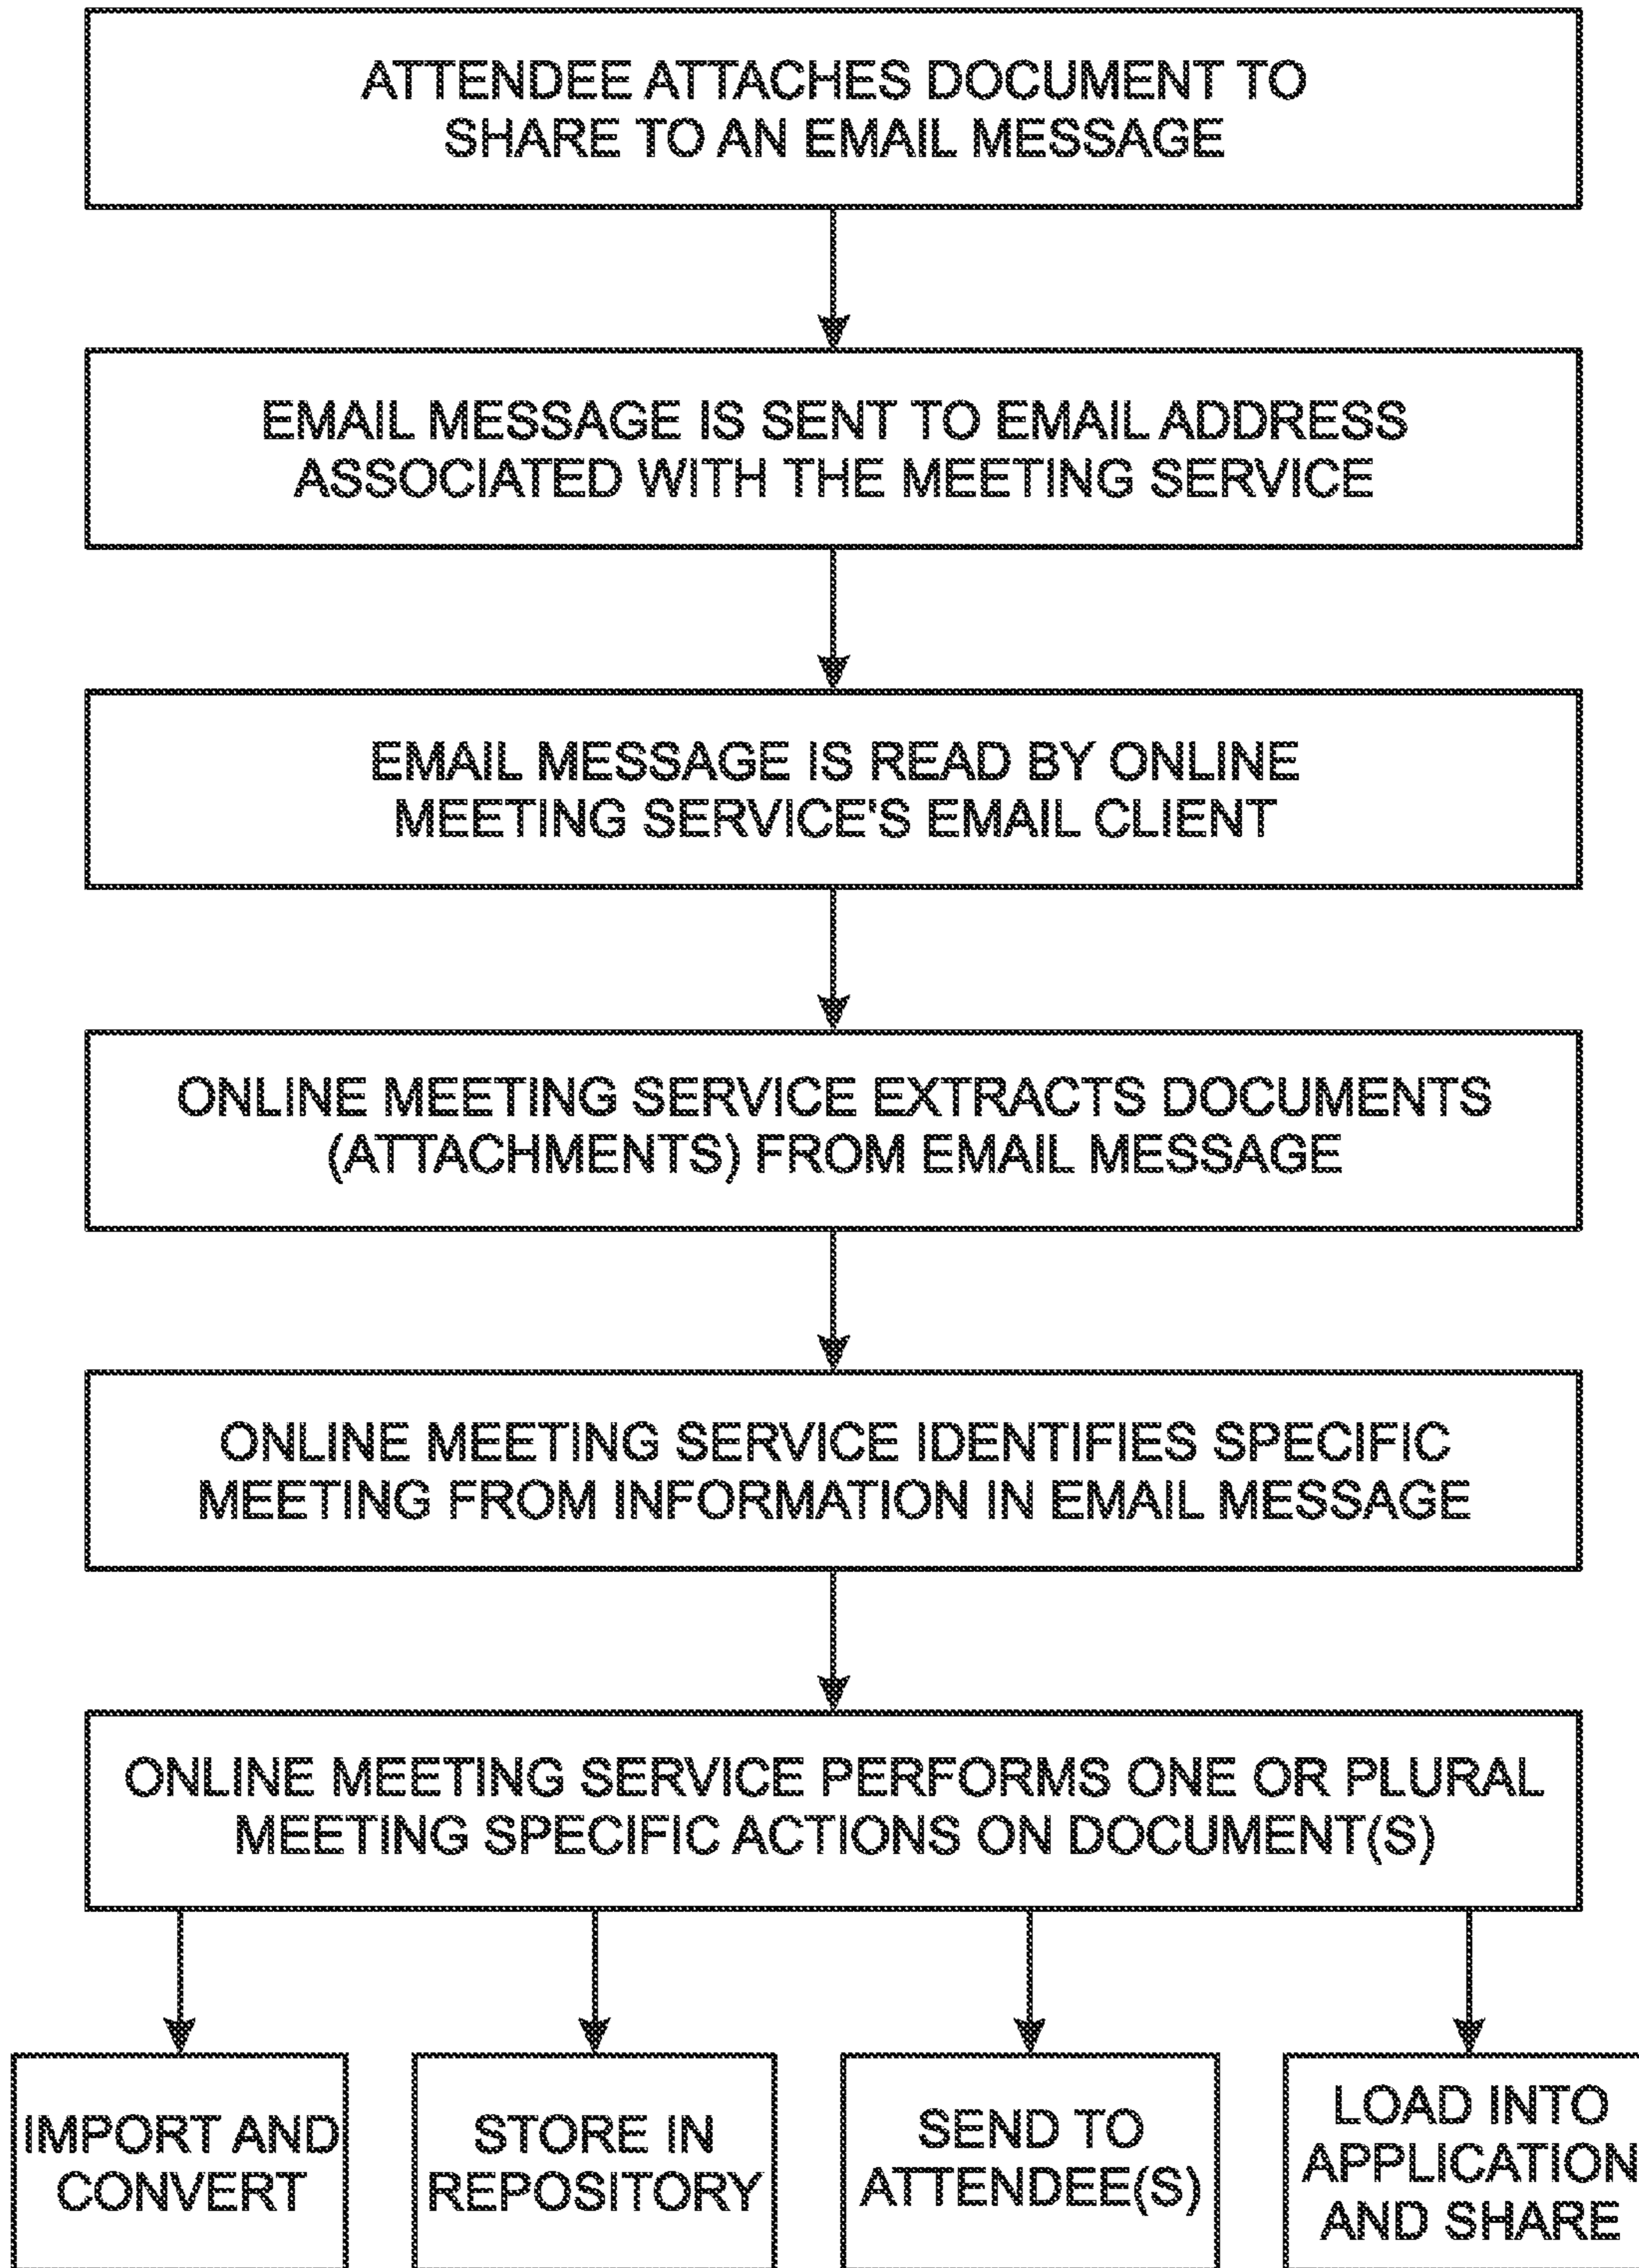 ATTENDEE ATTACHES DOCUMENT TO
SHARE TO AN EMAIL MESSAGE
EMAIL MESSAGE IS SENT TO EMAIL ADDRESS
ASSOCIATED WITH THE MEETING SERVICE
EMAIL MESSAGE IS READ BY ONLINE
MEETING SERVICE'S EMAIL CLIENT
ONLINE MEETING SERVICE EXTRACTS DOCUMENTS
(ATTACHMENTS) FROM EMAIL MESSAGE
ONLINE MEETING SERVICE IDENTIFIES SPECIFIC
MEETING FROM INFORMATION IN EMAIL MESSAGE
ONLINE MEETING SERVICE PERFORMS ONE OR PLURAL
MEETING SPECIFIC ACTIONS ON DOCUMENT(S)
IMPORT AND
CONVERT
STORE IN
REPOSITORY
SEND TO
ATTENDEE(S)
LOAD INTO
APPLICATION
AND SHARE